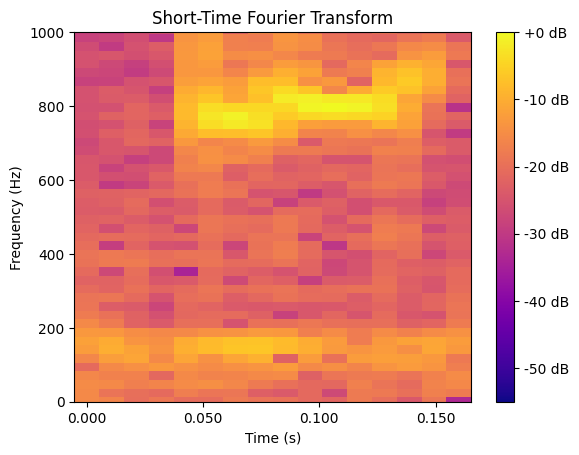 Short-Time Fourier Transform
1000
800
600
400
200
0
Frequency (Hz)
0.000
0.050
0.100
0.150
Time (s)
+0 dB
-10 dB
-20 dB
-30 dB
-40 dB
-50 dB